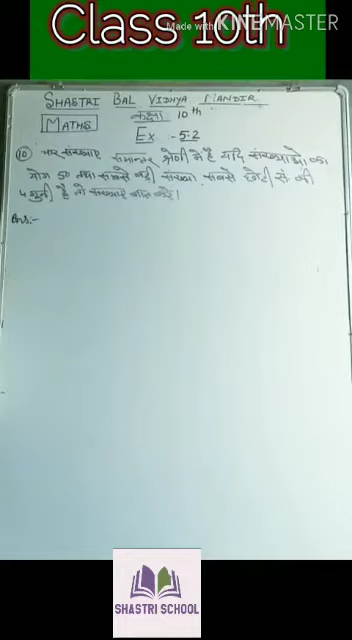 Class 10th
Made with KINEMASTER
SHASTRI BAL VIDHYA MANDIR
कक्षा 10th
MATHS
Ex - 5.2
(10) चार संख्याए समान्तर श्रेणी में है यदि संख्याओं का
योग 50 तथा सबसे बड़ी संख्या सबसे छोटी सं. की
4 गुनी है तो संख्याए ज्ञात करें।
Ans:-
SHASTRI SCHOOL